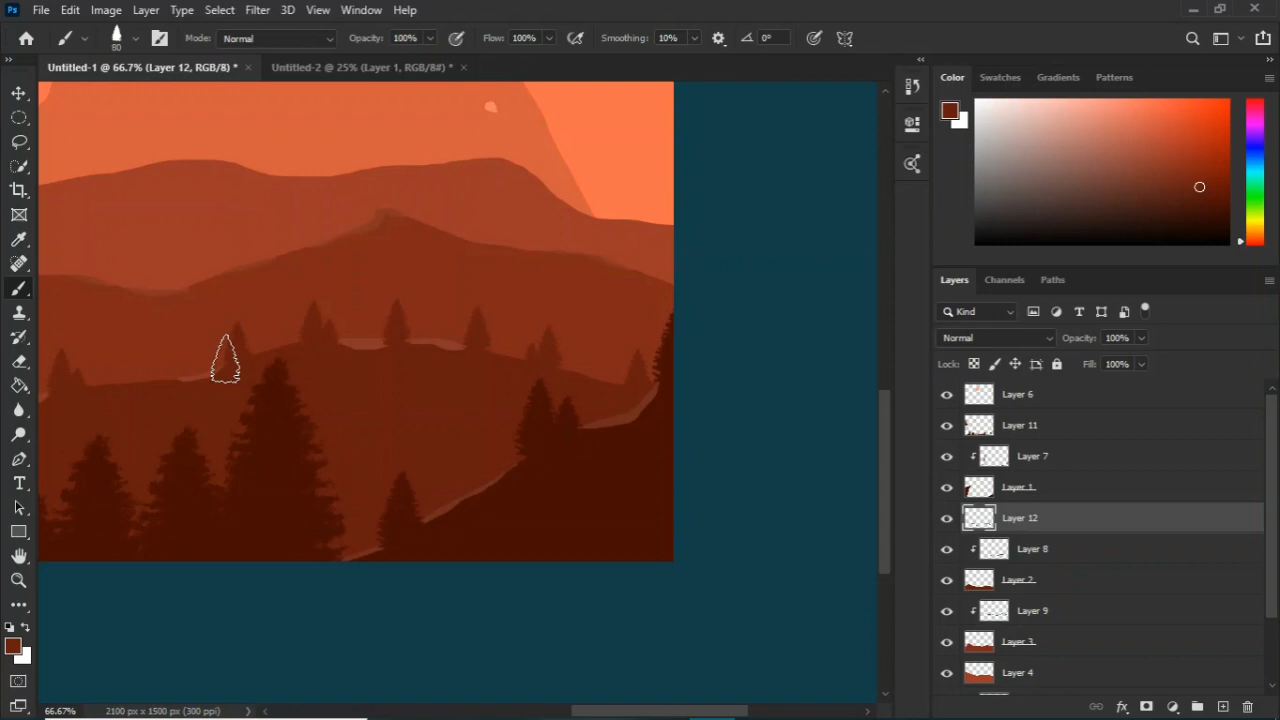 Ps File Edit Image Layer Type Select Filter 3D View Window Help
80 Mode: Normal Opacity: 100% Flow: 100% Smoothing: 10% 0°
Untitled-1 @ 66.7% (Layer 12, RGB/8) * × Untitled-2 @ 25% (Layer 1, RGB/8#) * ×
Color Swatches Gradients Patterns
Layers Channels Paths
Kind
Normal Opacity: 100%
Lock: Fill: 100%
Layer 6
Layer 11
Layer 7
Layer 1
Layer 12
Layer 8
Layer 2
Layer 9
Layer 3
Layer 4
66.67% 2100 px x 1500 px (300 ppi)